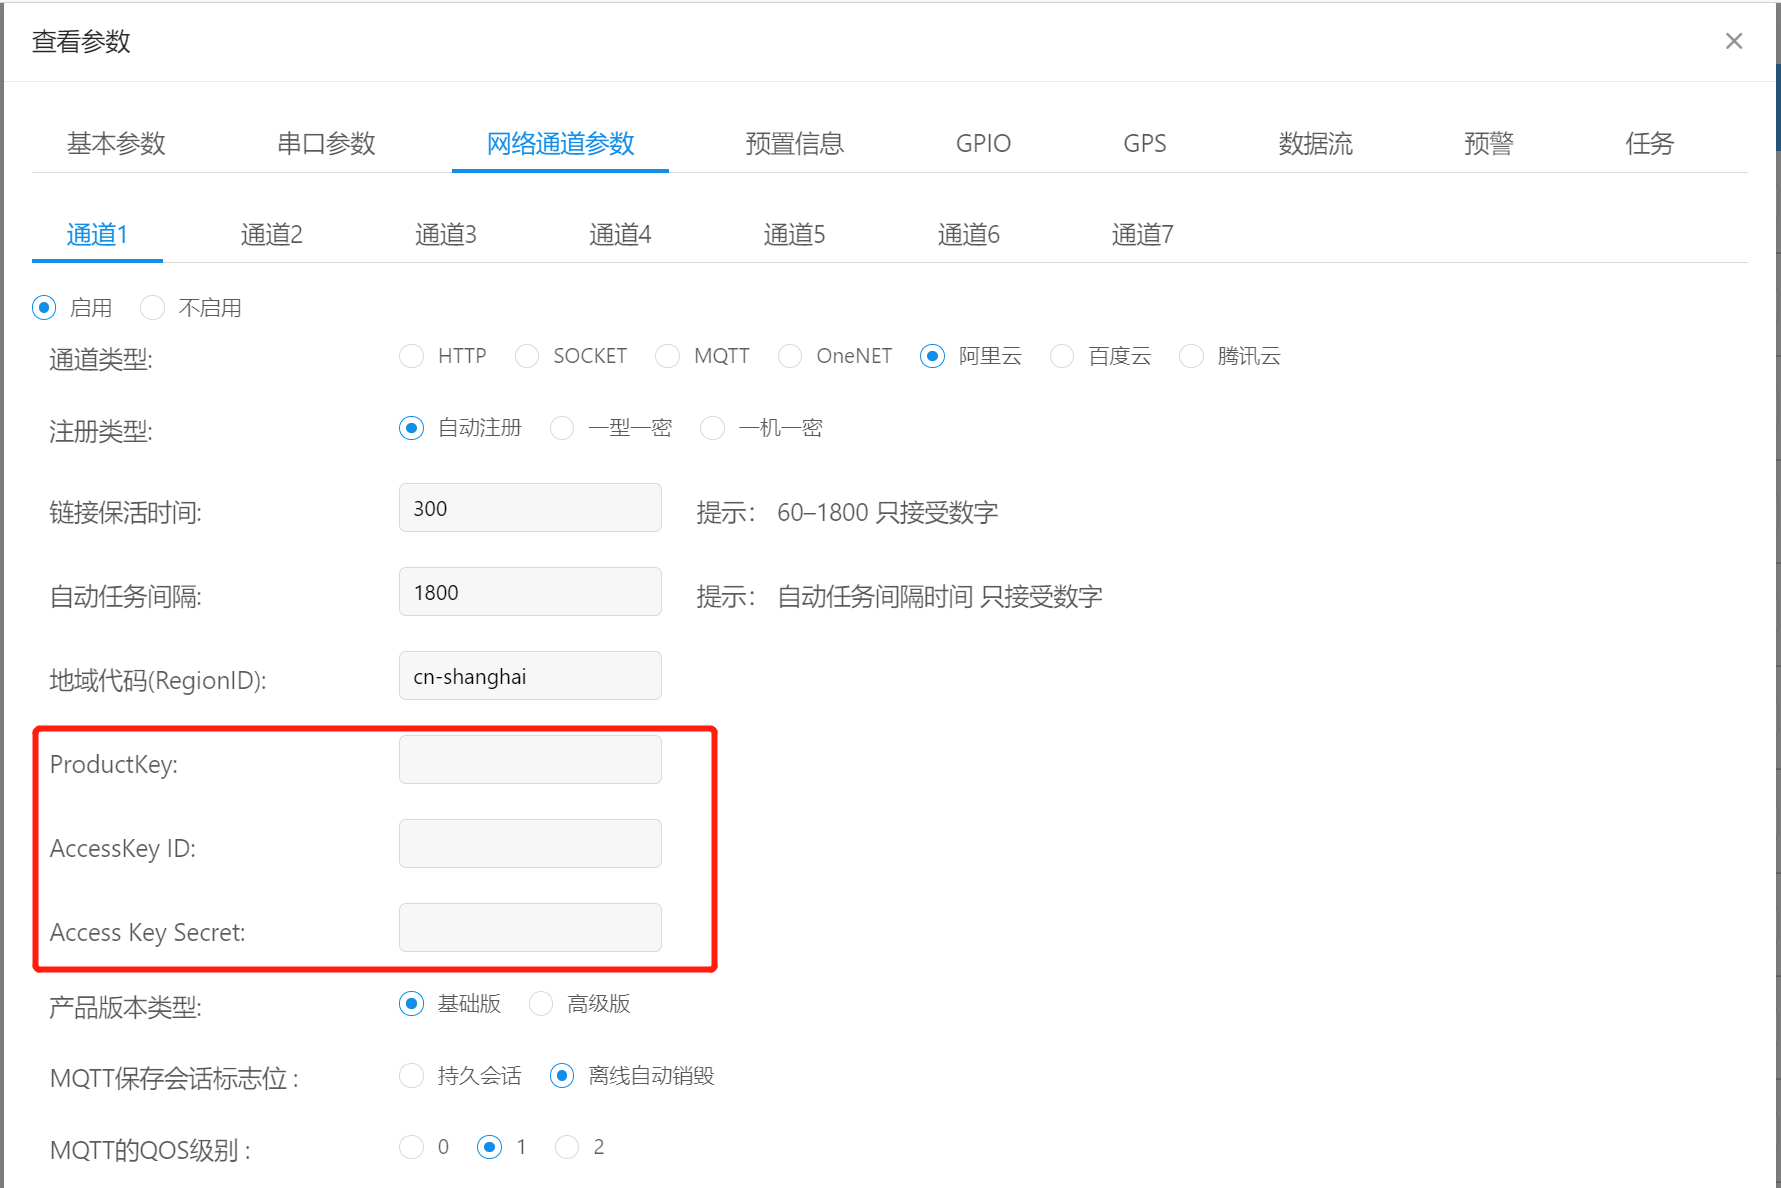 查看参数
基本参数 串口参数 网络通道参数 预置信息 GPIO GPS 数据流 预警 任务
通道1 通道2 通道3 通道4 通道5 通道6 通道7
启用 不启用
通道类型: HTTP SOCKET MQTT OneNET 阿里云 百度云 腾讯云
注册类型: 自动注册 一型一密 一机一密
链接保活时间: 300 提示： 60–1800 只接受数字
自动任务间隔: 1800 提示： 自动任务间隔时间 只接受数字
地域代码(RegionID): cn-shanghai
ProductKey:
AccessKey ID:
Access Key Secret:
产品版本类型: 基础版 高级版
MQTT保存会话标志位 : 持久会话 离线自动销毁
MQTT的QOS级别 : 0 1 2